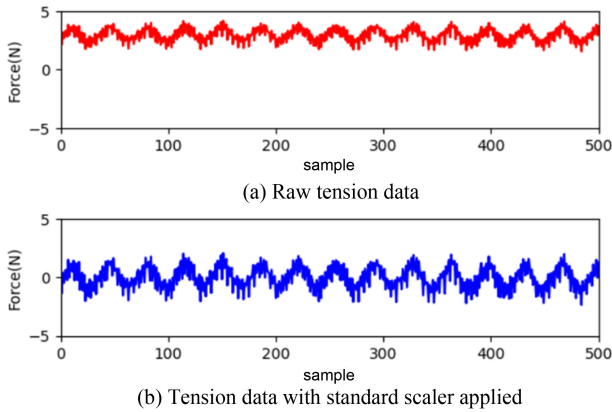 5
0
−5
Force(N)
0 100 200 300 400 500
sample
(a) Raw tension data
5
0
−5
Force(N)
0 100 200 300 400 500
sample
(b) Tension data with standard scaler applied